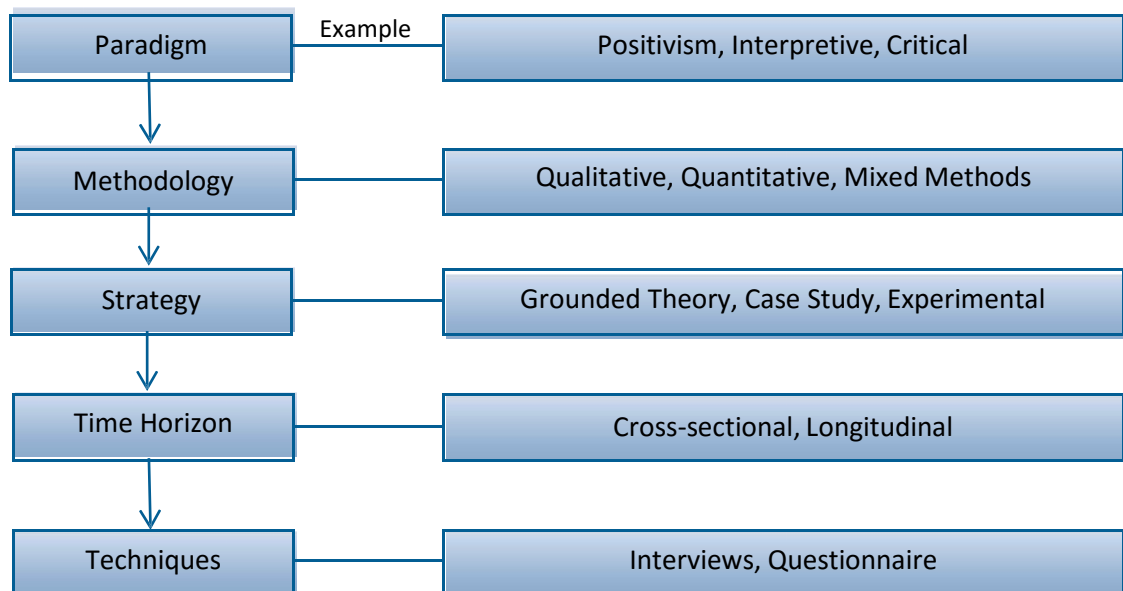 Paradigm
Example
Positivism, Interpretive, Critical
Methodology
Qualitative, Quantitative, Mixed Methods
Strategy
Grounded Theory, Case Study, Experimental
Time Horizon
Cross-sectional, Longitudinal
Techniques
Interviews, Questionnaire